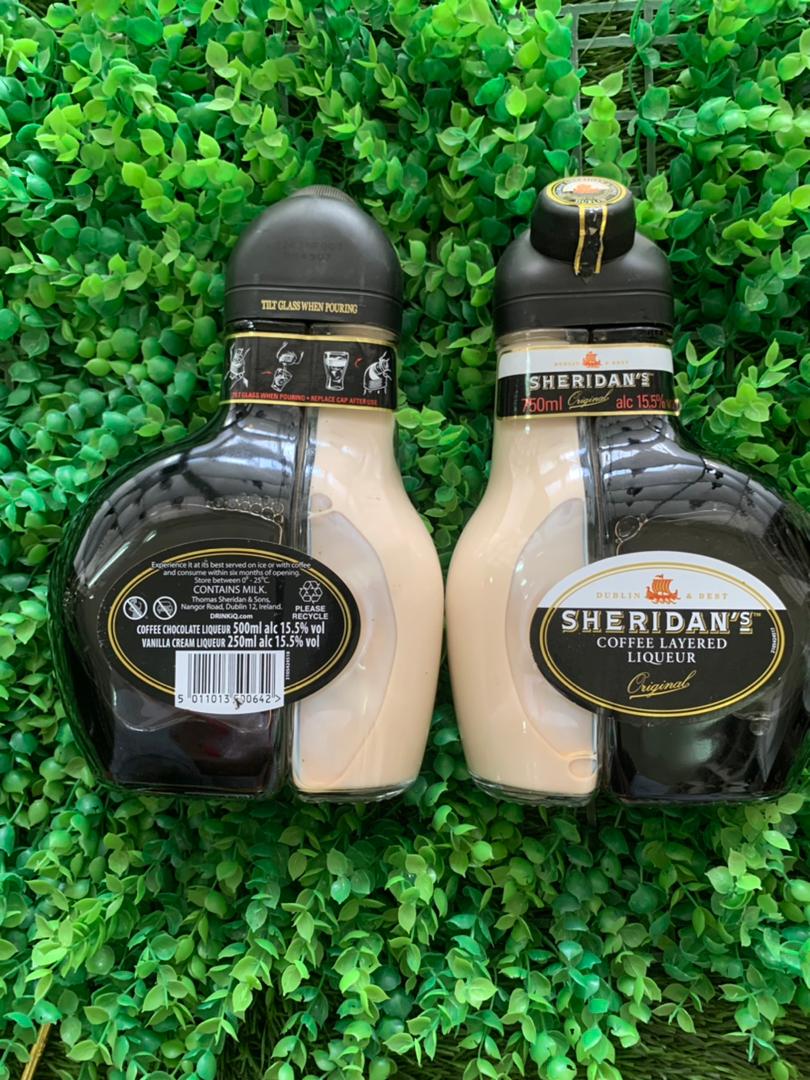 TILT GLASS WHEN POURING
TILT GLASS WHEN POURING • REPLACE CAP AFTER USE
Experience it at its best served on ice or with coffee
and consume within six months of opening.
Store between 0° - 25°C.
CONTAINS MILK.
Thomas Sheridan & Sons,
Nangor Road, Dublin 12, Ireland.
DRINKiQ.com
PLEASE
RECYCLE
COFFEE CHOCOLATE LIQUEUR 500ml alc 15.5% vol
VANILLA CREAM LIQUEUR 250ml alc 15.5% vol
5 011013 500642 >
DUBLIN & BEST
SHERIDAN'S
750ml Original alc 15.5% v
DUBLIN & BEST
SHERIDAN'S™
COFFEE LAYERED
LIQUEUR
Original